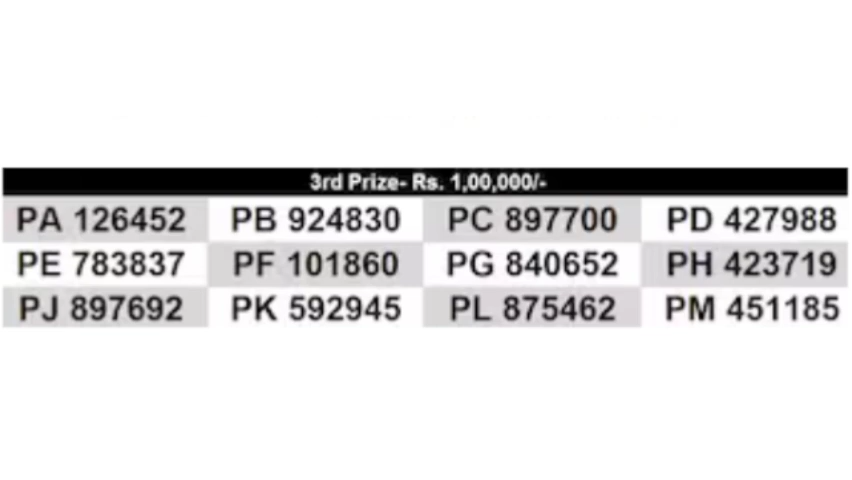 3rd Prize- Rs. 1,00,000/-
PA 126452 PB 924830 PC 897700 PD 427988
PE 783837 PF 101860 PG 840652 PH 423719
PJ 897692 PK 592945 PL 875462 PM 451185